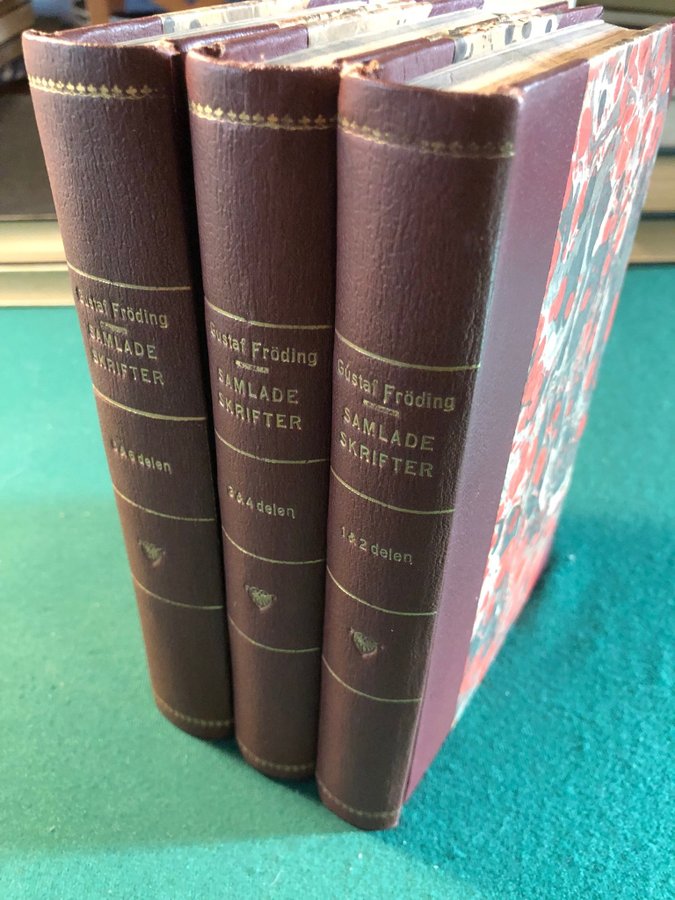 Gustaf Fröding
SAMLADE
SKRIFTER
5 & 6 delen
Gustaf Fröding
SAMLADE
SKRIFTER
3 & 4 delen
Gustaf Fröding
SAMLADE
SKRIFTER
1 & 2 delen